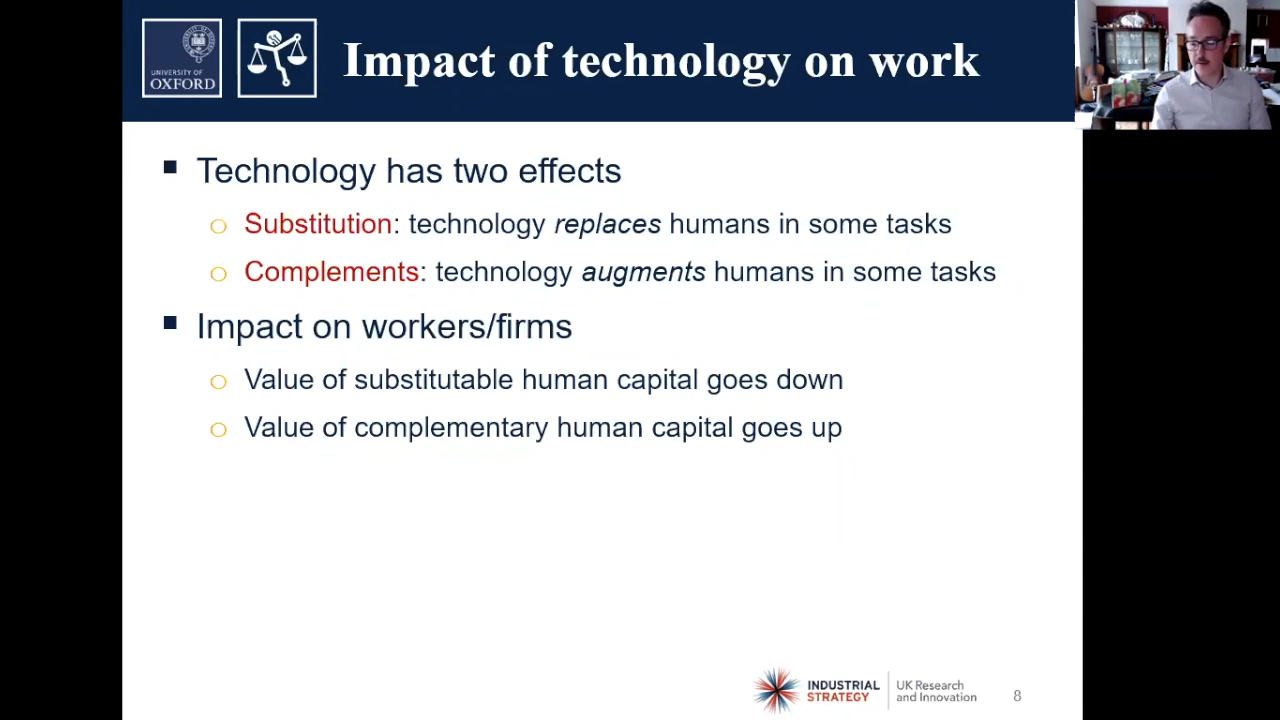 UNIVERSITY OF
OXFORD
Impact of technology on work
Technology has two effects
Substitution: technology replaces humans in some tasks
Complements: technology augments humans in some tasks
Impact on workers/firms
Value of substitutable human capital goes down
Value of complementary human capital goes up
INDUSTRIAL
STRATEGY
UK Research
and Innovation
8